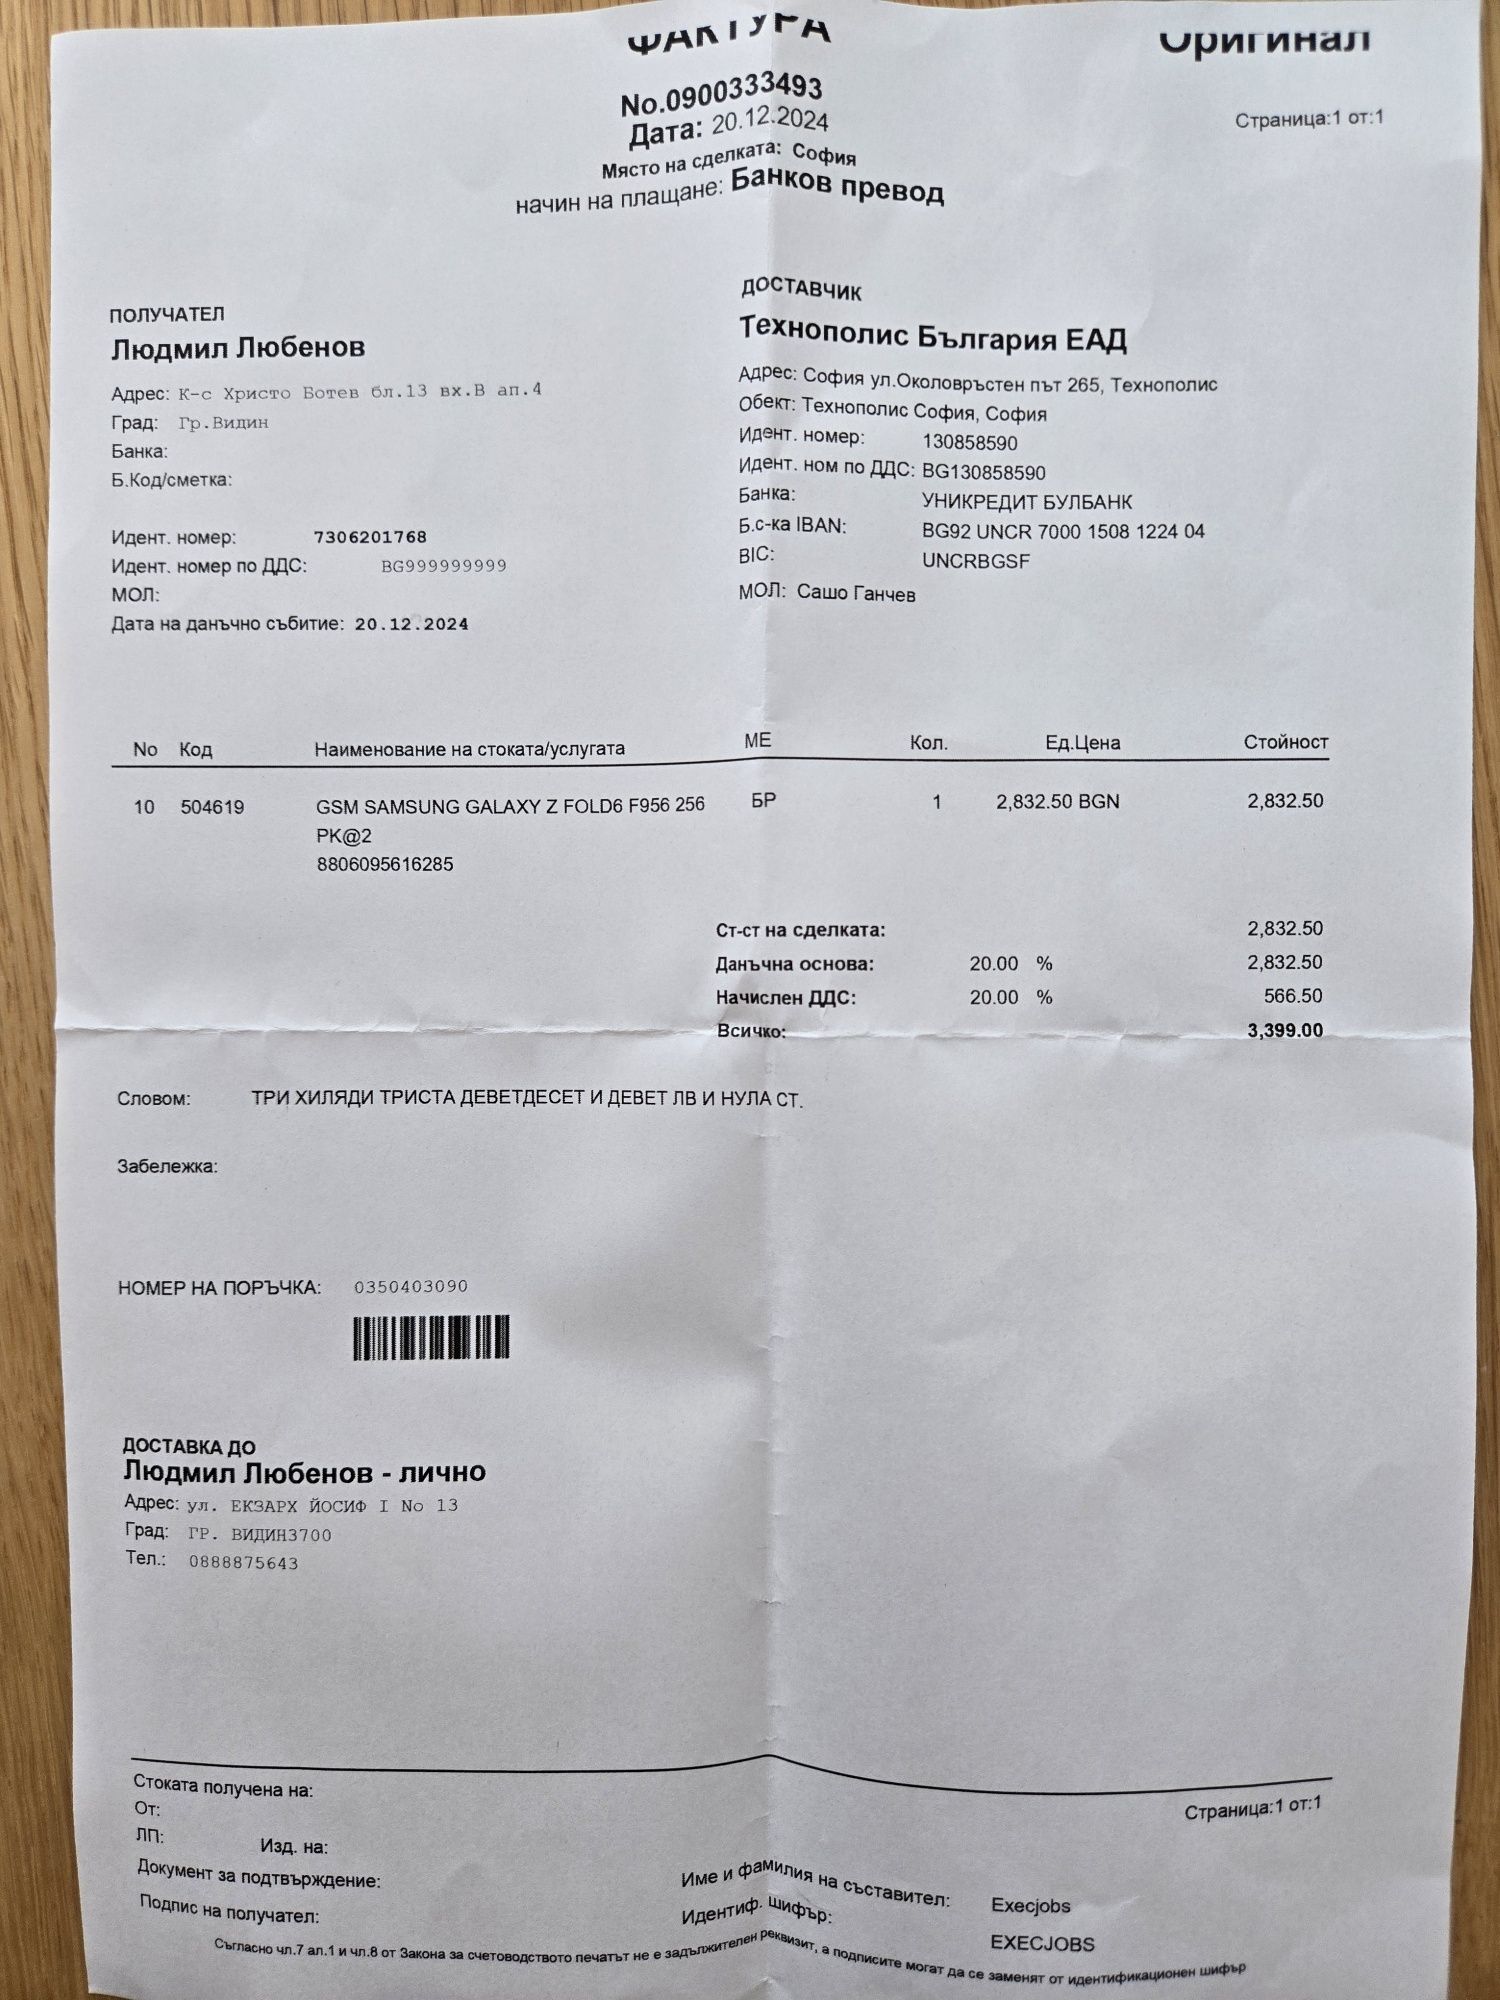 ФАКТУРА
Оригинал
No.0900333493
Дата: 20.12.2024
Страница:1 от:1
Място на сделката: София
начин на плащане: Банков превод
ПОЛУЧАТЕЛ
Людмил Любенов
Адрес: К-с Христо Ботев бл.13 вх.В ап.4
Град: Гр.Видин
Банка:
Б.Код/сметка:
Идент. номер: 7306201768
Идент. номер по ДДС: BG999999999
МОЛ:
Дата на данъчно събитие: 20.12.2024
ДОСТАВЧИК
Технополис България ЕАД
Адрес: София ул.Околовръстен път 265, Технополис
Обект: Технополис София, София
Идент. номер: 130858590
Идент. ном по ДДС: BG130858590
Банка: УНИКРЕДИТ БУЛБАНК
Б.с-ка IBAN: BG92 UNCR 7000 1508 1224 04
BIC: UNCRBGSF
МОЛ: Сашо Ганчев
No Код Наименование на стоката/услугата МЕ Кол. Ед.Цена Стойност
10 504619 GSM SAMSUNG GALAXY Z FOLD6 F956 256 БР 1 2,832.50 BGN 2,832.50
PK@2
8806095616285
Ст-ст на сделката: 2,832.50
Данъчна основа: 20.00 % 2,832.50
Начислен ДДС: 20.00 % 566.50
Всичко: 3,399.00
Словом: ТРИ ХИЛЯДИ ТРИСТА ДЕВЕТДЕСЕТ И ДЕВЕТ ЛВ И НУЛА СТ.
Забележка:
НОМЕР НА ПОРЪЧКА: 0350403090
ДОСТАВКА ДО
Людмил Любенов - лично
Адрес: ул. ЕКЗАРХ ЙОСИФ I No 13
Град: ГР. ВИДИН3700
Тел.: 0888875643
Стоката получена на:
От:
ЛП: Изд. на:
Документ за подтвърждение:
Подпис на получател:
Страница:1 от:1
Име и фамилия на съставител: Execjobs
Идентиф. шифър: EXECJOBS
Съгласно чл.7 ал.1 и чл.8 от Закона за счетоводството печатът не е задължителен реквизит, а подписите могат да се заменят от идентификационен шифър